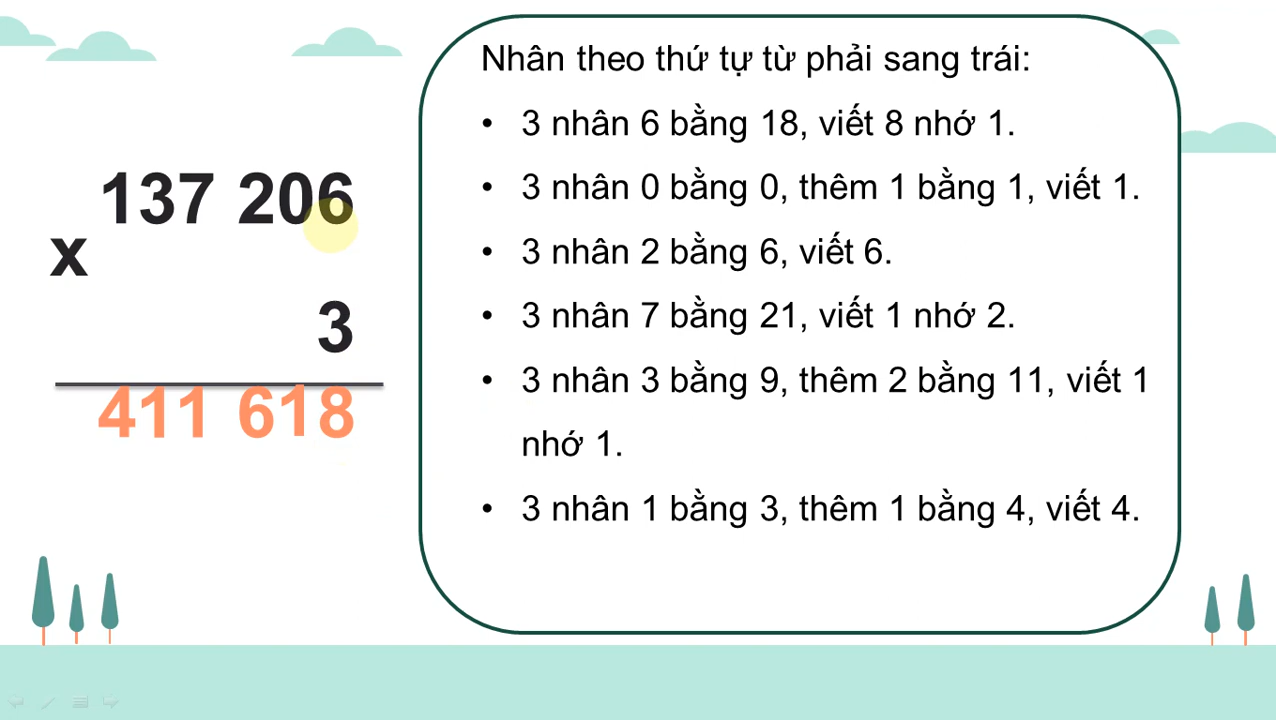 137 206
x
3
411 618
Nhân theo thứ tự từ phải sang trái:
• 3 nhân 6 bằng 18, viết 8 nhớ 1.
• 3 nhân 0 bằng 0, thêm 1 bằng 1, viết 1.
• 3 nhân 2 bằng 6, viết 6.
• 3 nhân 7 bằng 21, viết 1 nhớ 2.
• 3 nhân 3 bằng 9, thêm 2 bằng 11, viết 1
nhớ 1.
• 3 nhân 1 bằng 3, thêm 1 bằng 4, viết 4.